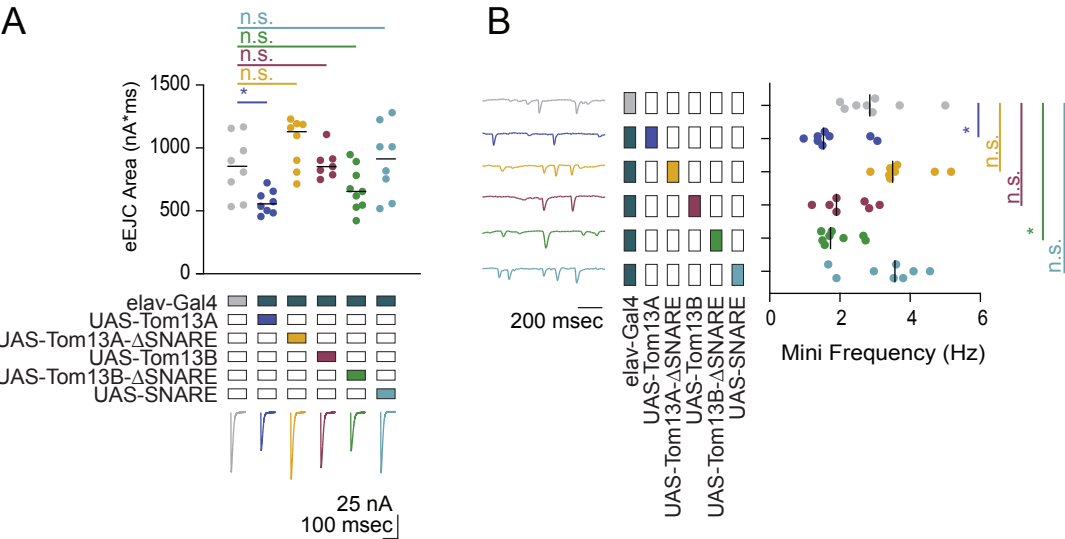 A
n.s.
n.s.
n.s.
n.s.
*
1500
1000
500
0
eEJC Area (nA*ms)
elav-Gal4
UAS-Tom13A
UAS-Tom13A-ΔSNARE
UAS-Tom13B
UAS-Tom13B-ΔSNARE
UAS-SNARE
25 nA
100 msec
B
200 msec
elav-Gal4
UAS-Tom13A
UAS-Tom13A-ΔSNARE
UAS-Tom13B
UAS-Tom13B-ΔSNARE
UAS-SNARE
0 2 4 6
Mini Frequency (Hz)
*
n.s.
n.s.
*
n.s.